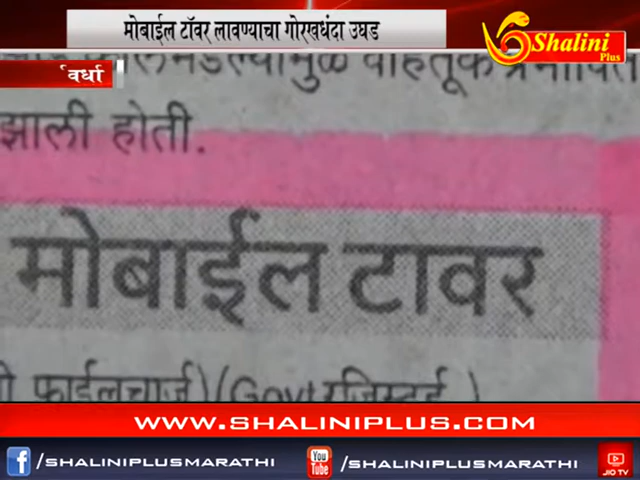 मोबाईल टॉवर लावण्याचा गोरखधंदा उघड
Shalini
Plus
वर्धा
झाली होती.
मोबाईल टावर
WWW.SHALINIPLUS.COM
/SHALINIPLUSMARATHI
You Tube /SHALINIPLUSMARATHI
JIO TV